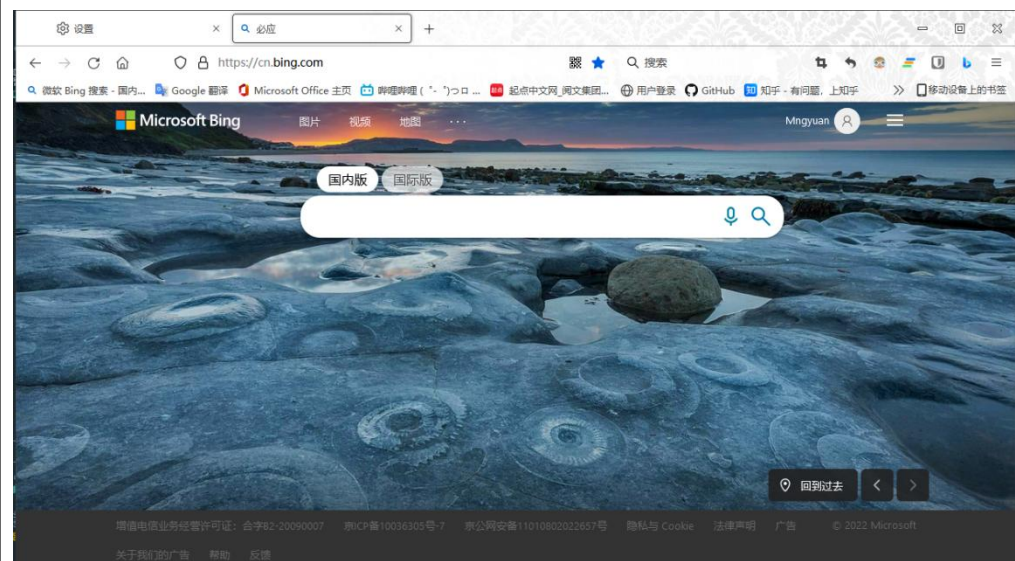 设置
必应
https://cn.bing.com
搜索
微软 Bing 搜索 - 国内... Google 翻译 Microsoft Office 主页 哔哩哔哩 ( ゜- ゜)つロ ... 起点中文网_阅文集团... 用户登录 GitHub 知乎 - 有问题，上知乎 移动设备上的书签
Microsoft Bing 图片 视频 地图 ... Mngyuan
国内版 国际版
回到过去
增值电信业务经营许可证：合字B2-20090007 京ICP备10036305号-7 京公网安备11010802022657号 隐私与 Cookie 法律声明 广告 © 2022 Microsoft
关于我们的广告 帮助 反馈